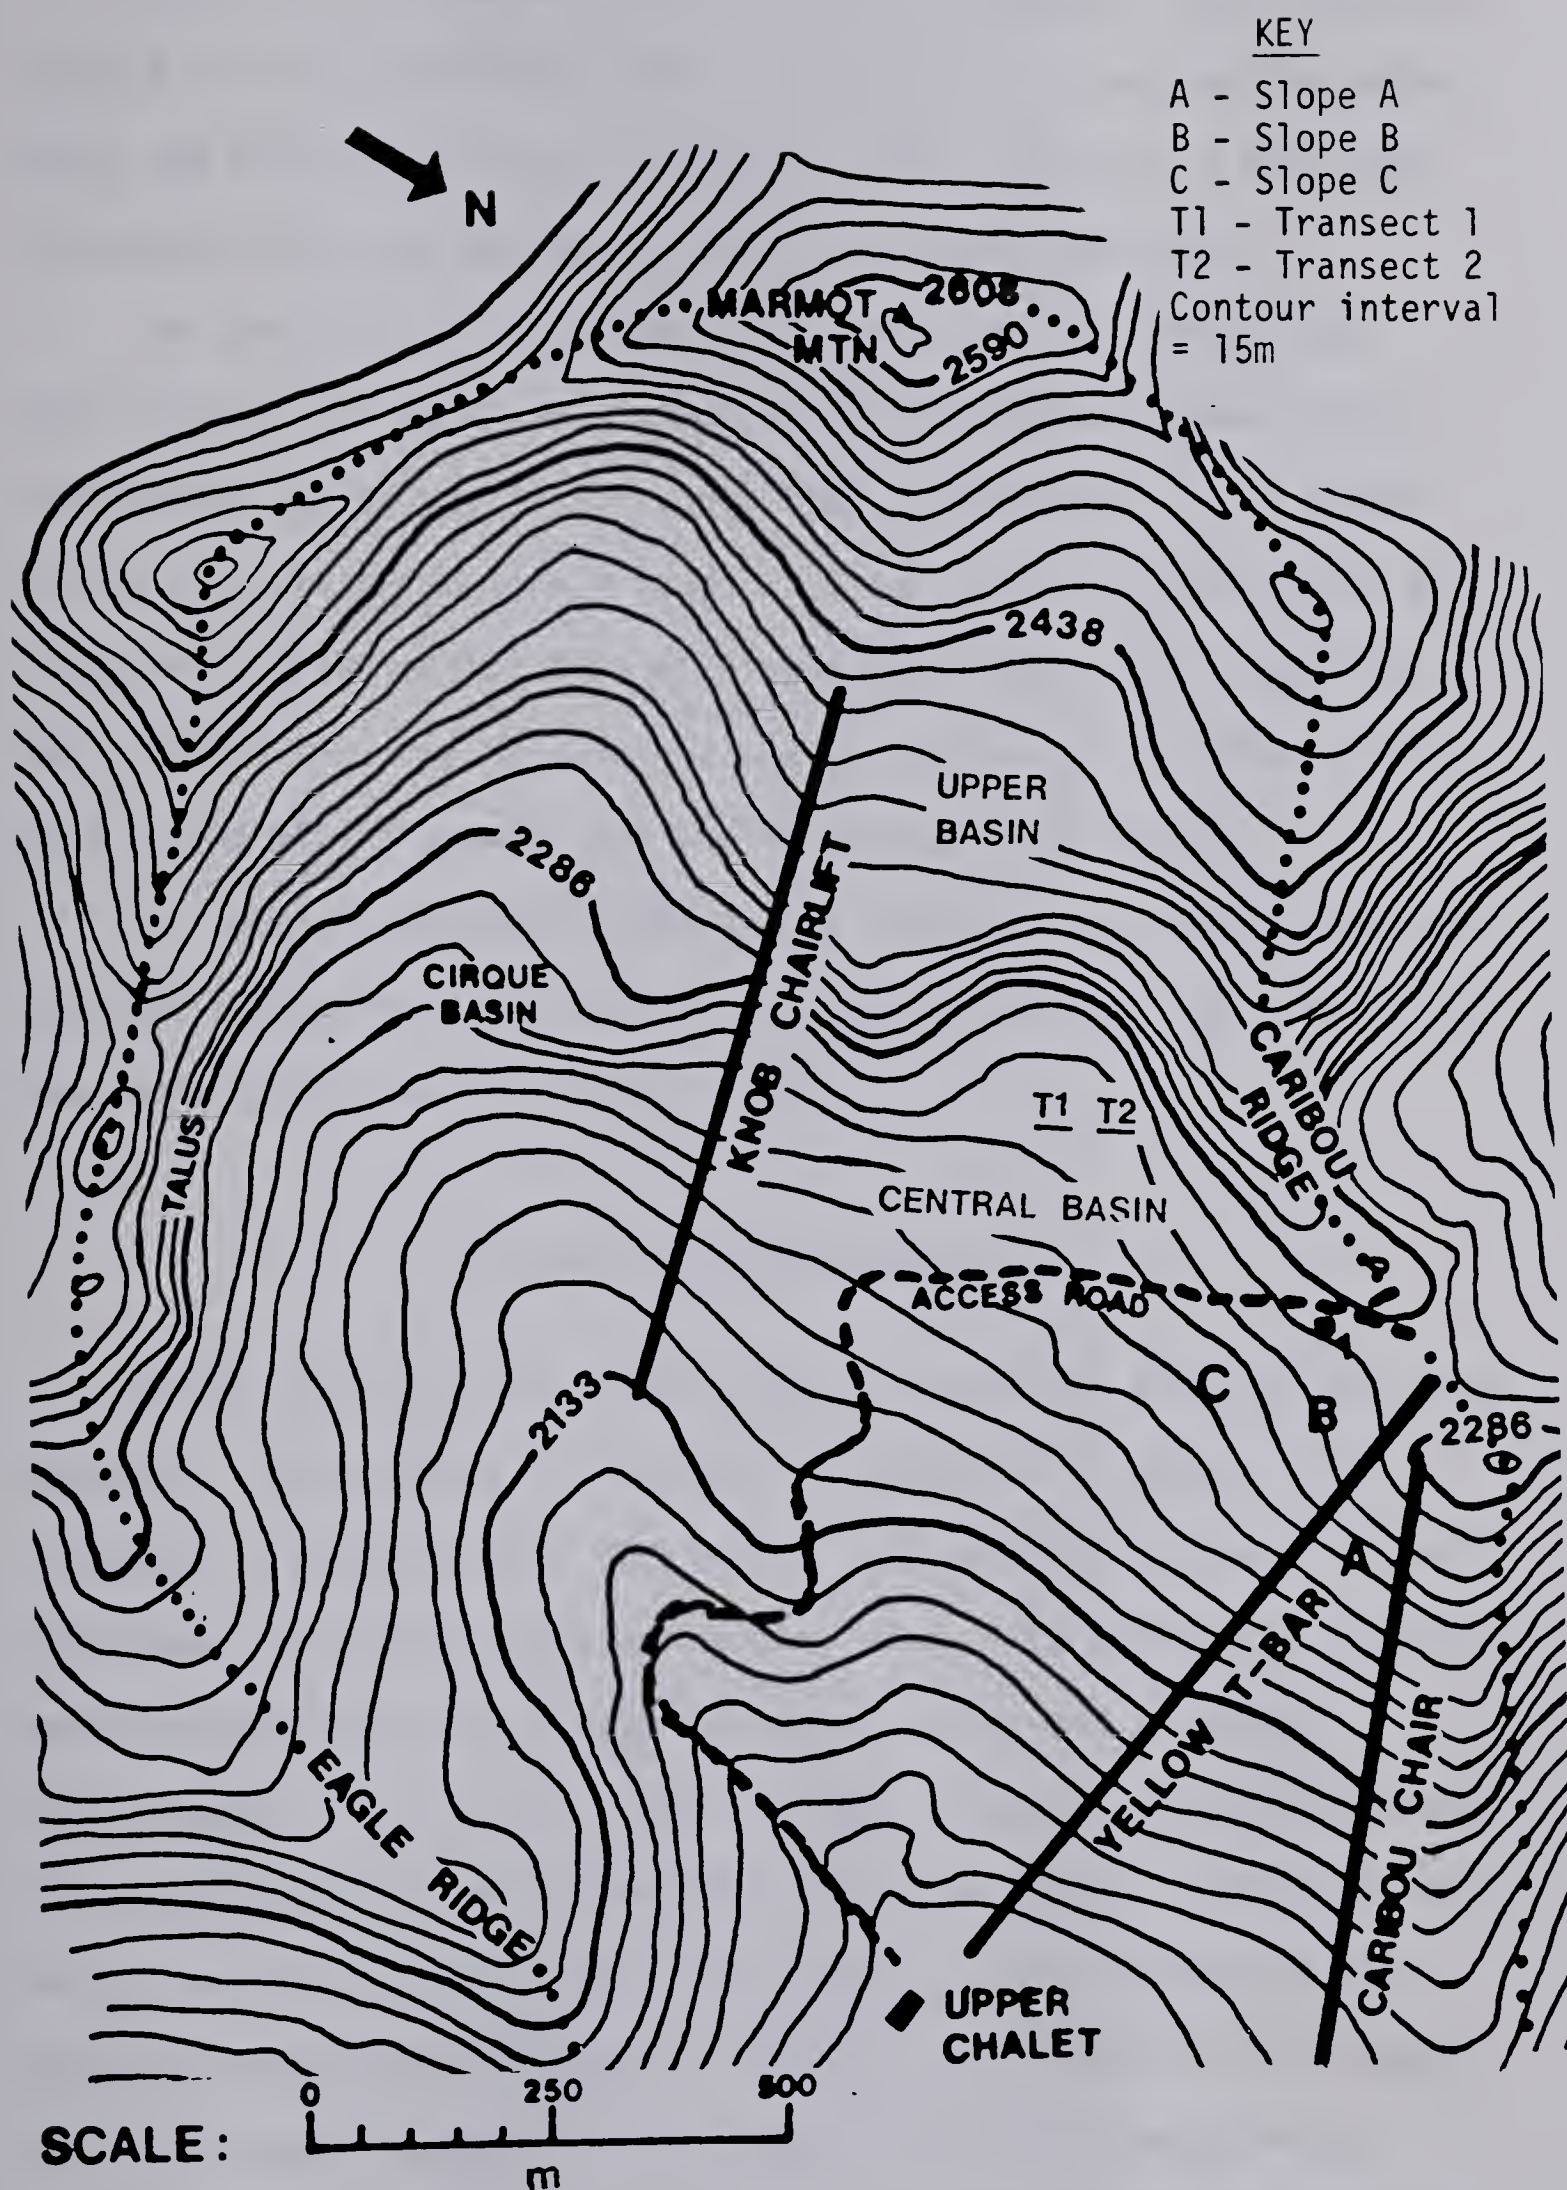 KEY
A - Slope A
B - Slope B
C - Slope C
T1 - Transect 1
T2 - Transect 2
Contour interval
= 15m
N
MARMOT
MTN
2608
2590
2438
UPPER
BASIN
2286
CIRQUE
BASIN
KNOB CHAIRLIFT
CARIBOU
RIDGE
T1 T2
TALUS
CENTRAL BASIN
ACCESS ROAD
C
B
2133
2286
A
YELLOW T-BAR
CARIBOU CHAIR
EAGLE
RIDGE
UPPER
CHALET
0 250 500
SCALE:
m